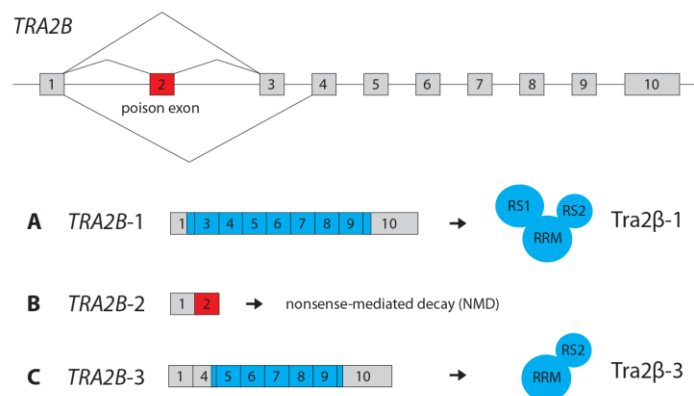 TRA2B
1 2 3 4 5 6 7 8 9 10
poison exon
A TRA2B-1 1 3 4 5 6 7 8 9 10 RS1 RS2 RRM Tra2β-1
B TRA2B-2 1 2 nonsense-mediated decay (NMD)
C TRA2B-3 1 4 5 6 7 8 9 10 RS2 RRM Tra2β-3